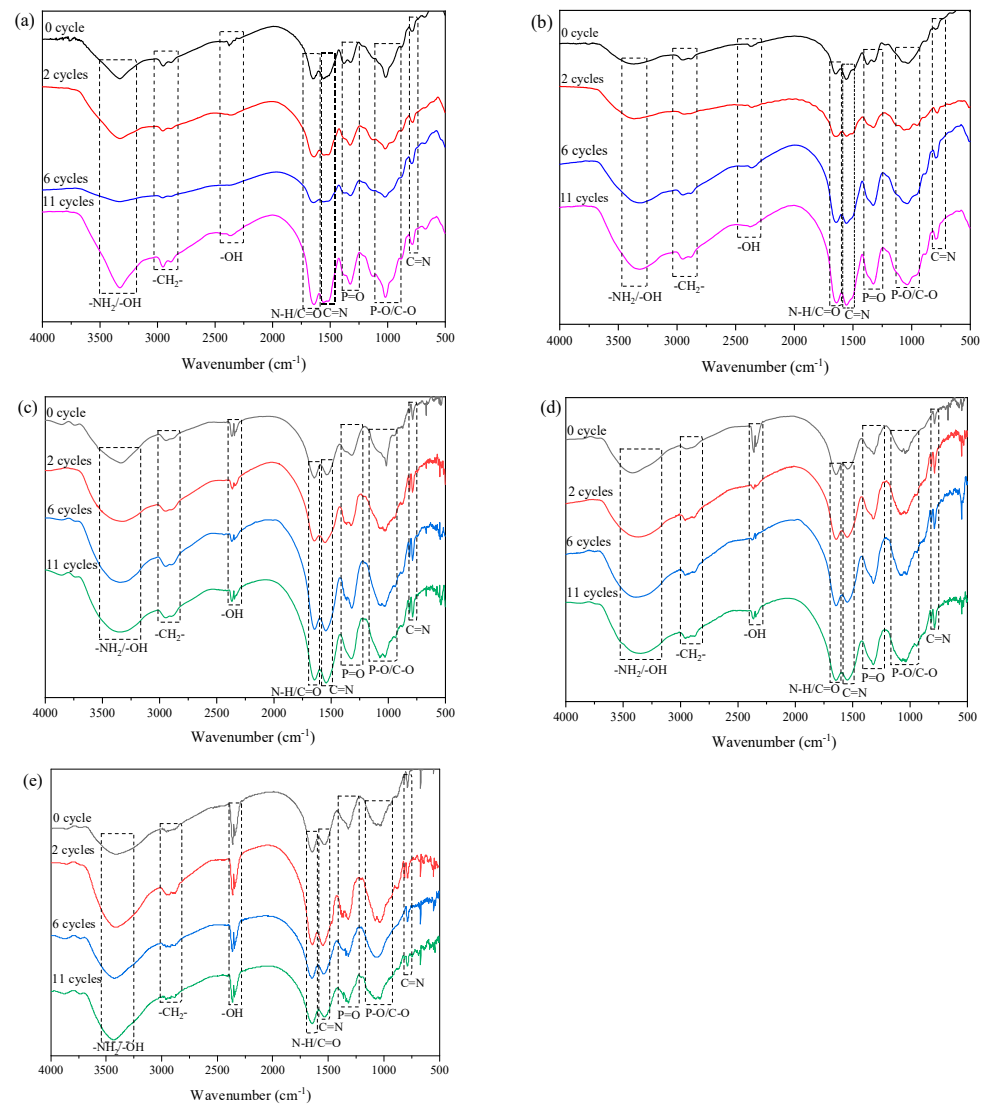 (a)
0 cycle
2 cycles
6 cycles
11 cycles
-NH2/-OH
-CH2-
-OH
N-H/C=O
C=N
P=O
P-O/C-O
C=N
4000 3500 3000 2500 2000 1500 1000 500
Wavenumber (cm-1)
(b)
0 cycle
2 cycles
6 cycles
11 cycles
-NH2/-OH
-CH2-
-OH
N-H/C=O
C=N
P=O
P-O/C-O
C=N
4000 3500 3000 2500 2000 1500 1000 500
Wavenumber (cm-1)
(c)
0 cycle
2 cycles
6 cycles
11 cycles
-NH2/-OH
-CH2-
-OH
N-H/C=O
C=N
P=O
P-O/C-O
C=N
4000 3500 3000 2500 2000 1500 1000 500
Wavenumber (cm-1)
(d)
0 cycle
2 cycles
6 cycles
11 cycles
-NH2/-OH
-CH2-
-OH
N-H/C=O
C=N
P=O
P-O/C-O
C=N
4000 3500 3000 2500 2000 1500 1000 500
Wavenumber (cm-1)
(e)
0 cycle
2 cycles
6 cycles
11 cycles
-NH2/-OH
-CH2-
-OH
N-H/C=O
C=N
P=O
P-O/C-O
C=N
4000 3500 3000 2500 2000 1500 1000 500
Wavenumber (cm-1)